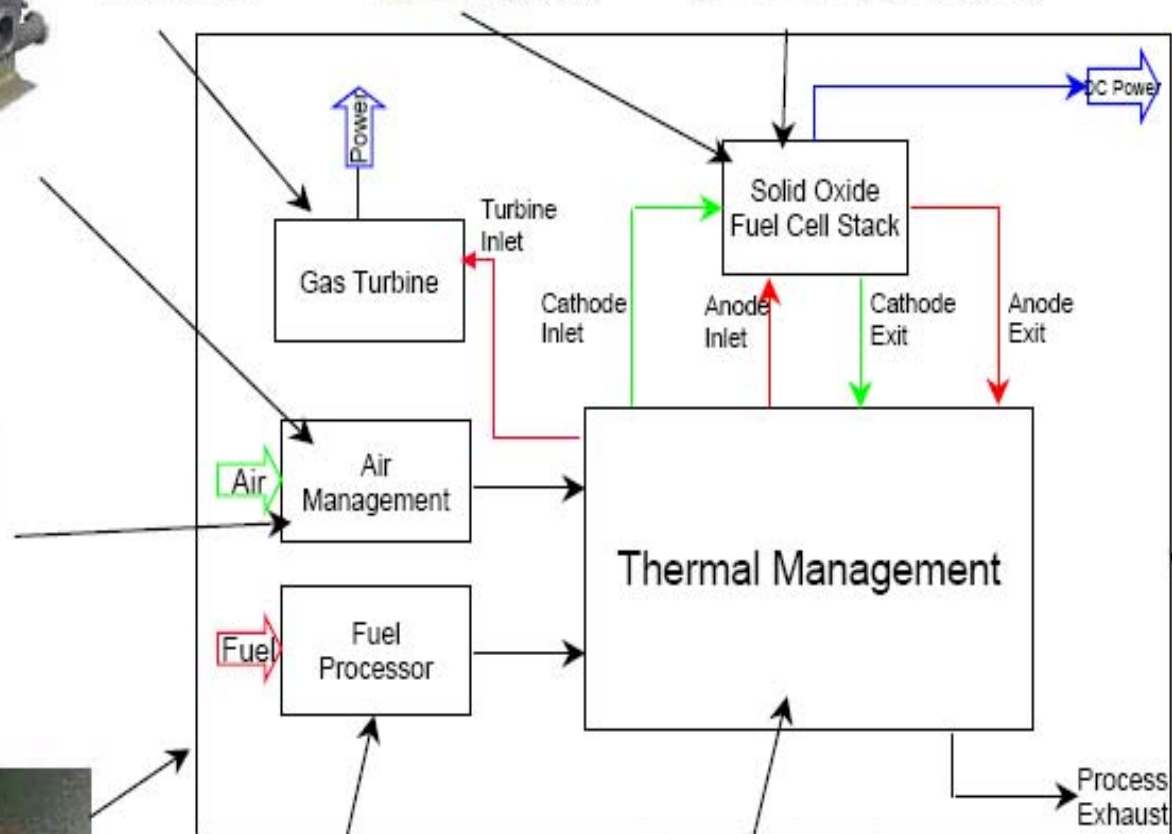 DC Power
Power
Solid Oxide
Fuel Cell Stack
Turbine
Inlet
Gas Turbine
Cathode
Inlet
Anode
Inlet
Cathode
Exit
Anode
Exit
Air
Air
Management
Thermal Management
Fuel
Fuel
Processor
Process
Exhaust